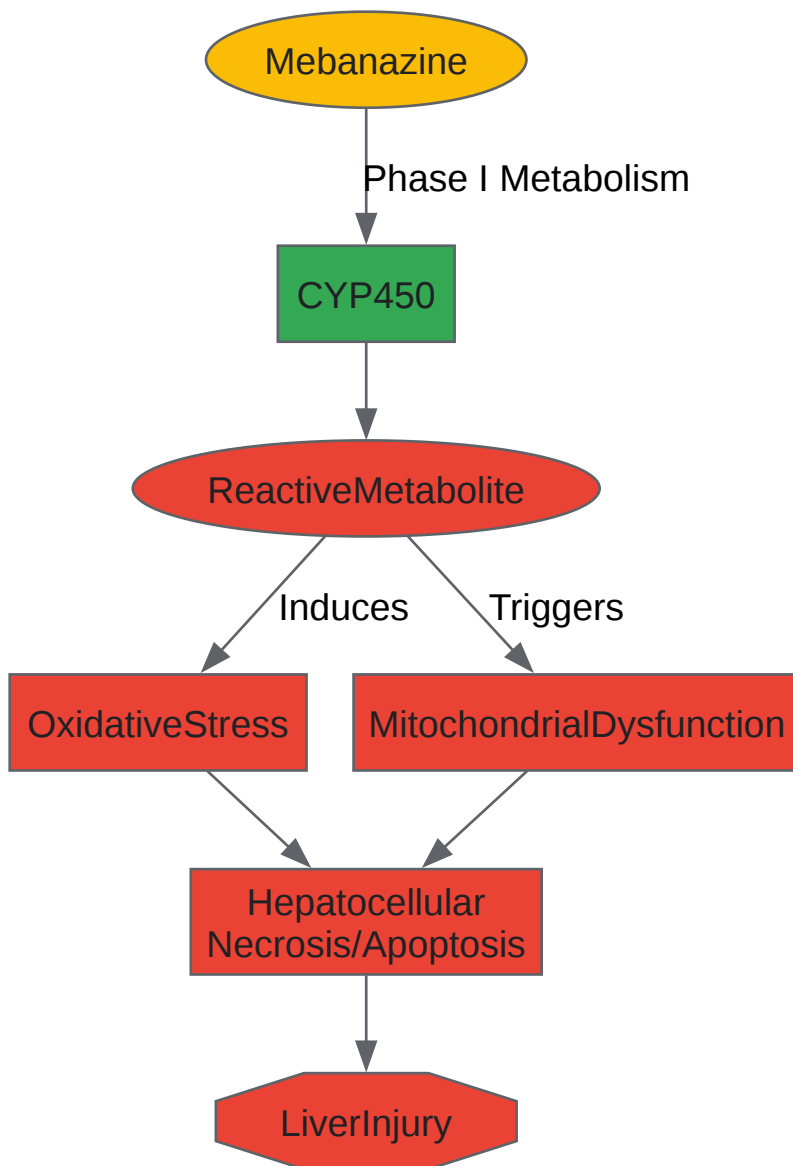 Mebanazine
Phase I Metabolism
CYP450
ReactiveMetabolite
Induces
Triggers
OxidativeStress
MitochondrialDysfunction
Hepatocellular
Necrosis/Apoptosis
LiverInjury